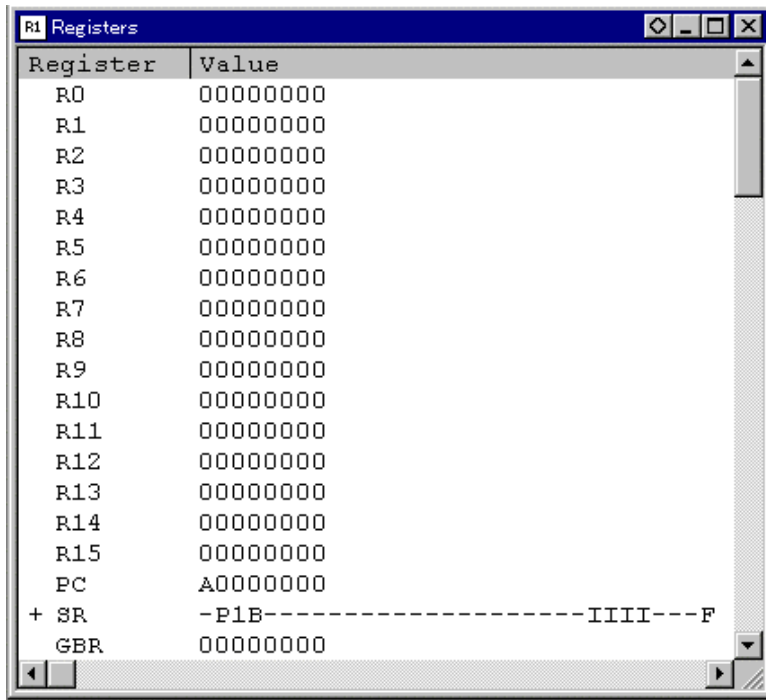 R1 Registers
Register Value
R0 00000000
R1 00000000
R2 00000000
R3 00000000
R4 00000000
R5 00000000
R6 00000000
R7 00000000
R8 00000000
R9 00000000
R10 00000000
R11 00000000
R12 00000000
R13 00000000
R14 00000000
R15 00000000
PC A0000000
+ SR -P1B--------------------IIII---F
GBR 00000000